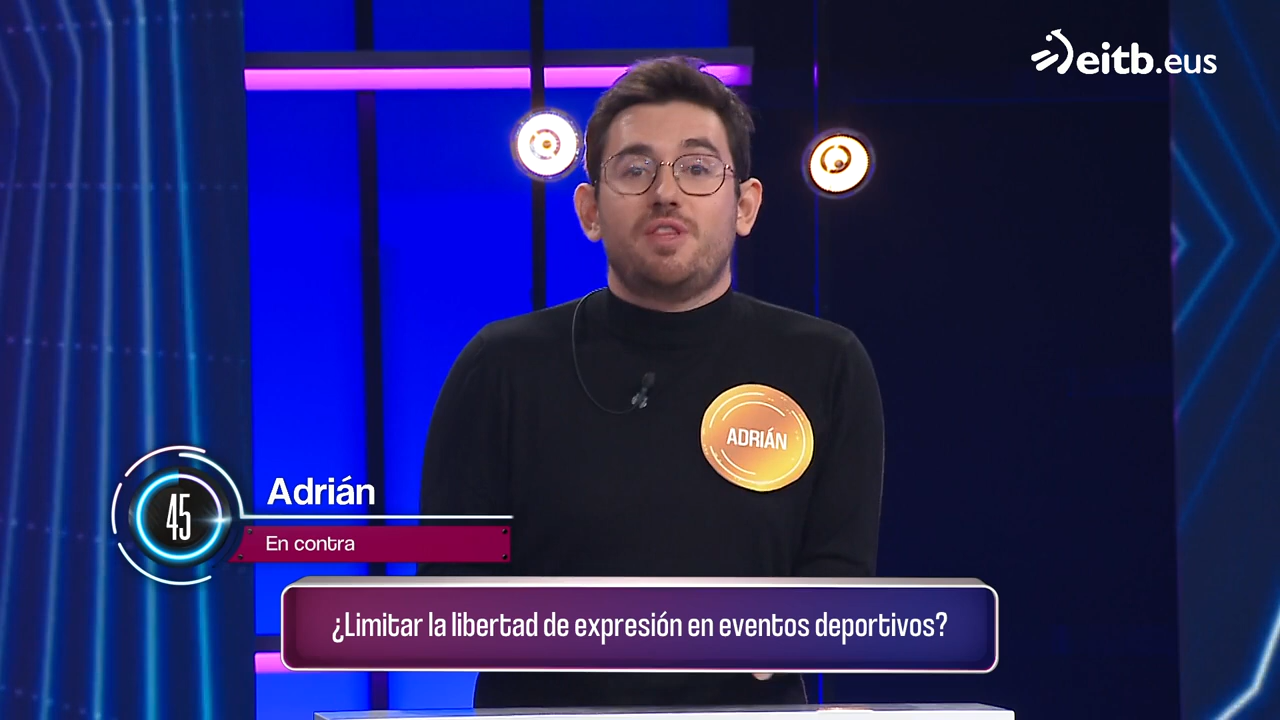 eitb.eus
ADRIÁN
45
Adrián
En contra
¿Limitar la libertad de expresión en eventos deportivos?